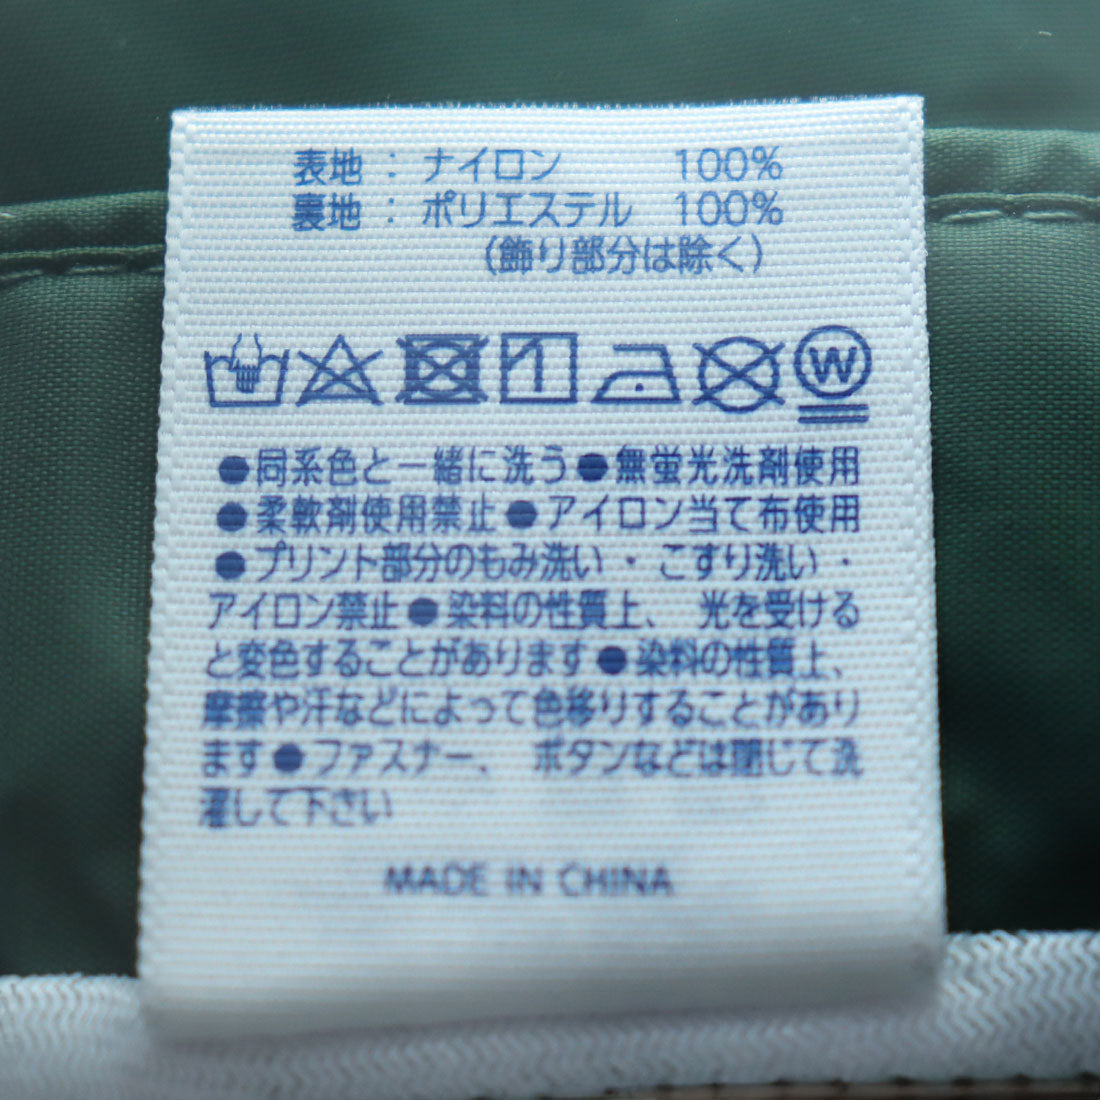 表地：ナイロン 100%
裏地：ポリエステル 100%
(飾り部分は除く)
W
●同系色と一緒に洗う●無蛍光洗剤使用
●柔軟剤使用禁止●アイロン当て布使用
●プリント部分のもみ洗い・こすり洗い・
アイロン禁止●染料の性質上、光を受ける
と変色することがあります●染料の性質上、
摩擦や汗などによって色移りすることがあり
ます●ファスナー、ボタンなどは閉じて洗
濯して下さい
MADE IN CHINA